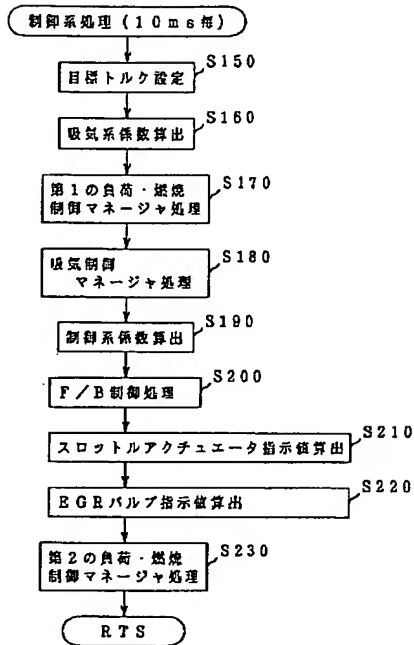 制御系処理(10ms毎)
S150
目標トルク設定
S160
吸気系係数算出
S170
第1の負荷・燃焼
制御マネージャ処理
S180
吸気制御
マネージャ処理
S190
制御系係数算出
S200
F/B制御処理
S210
スロットルアクチュエータ指示値算出
S220
EGRバルブ指示値算出
S230
第2の負荷・燃焼
制御マネージャ処理
RTS